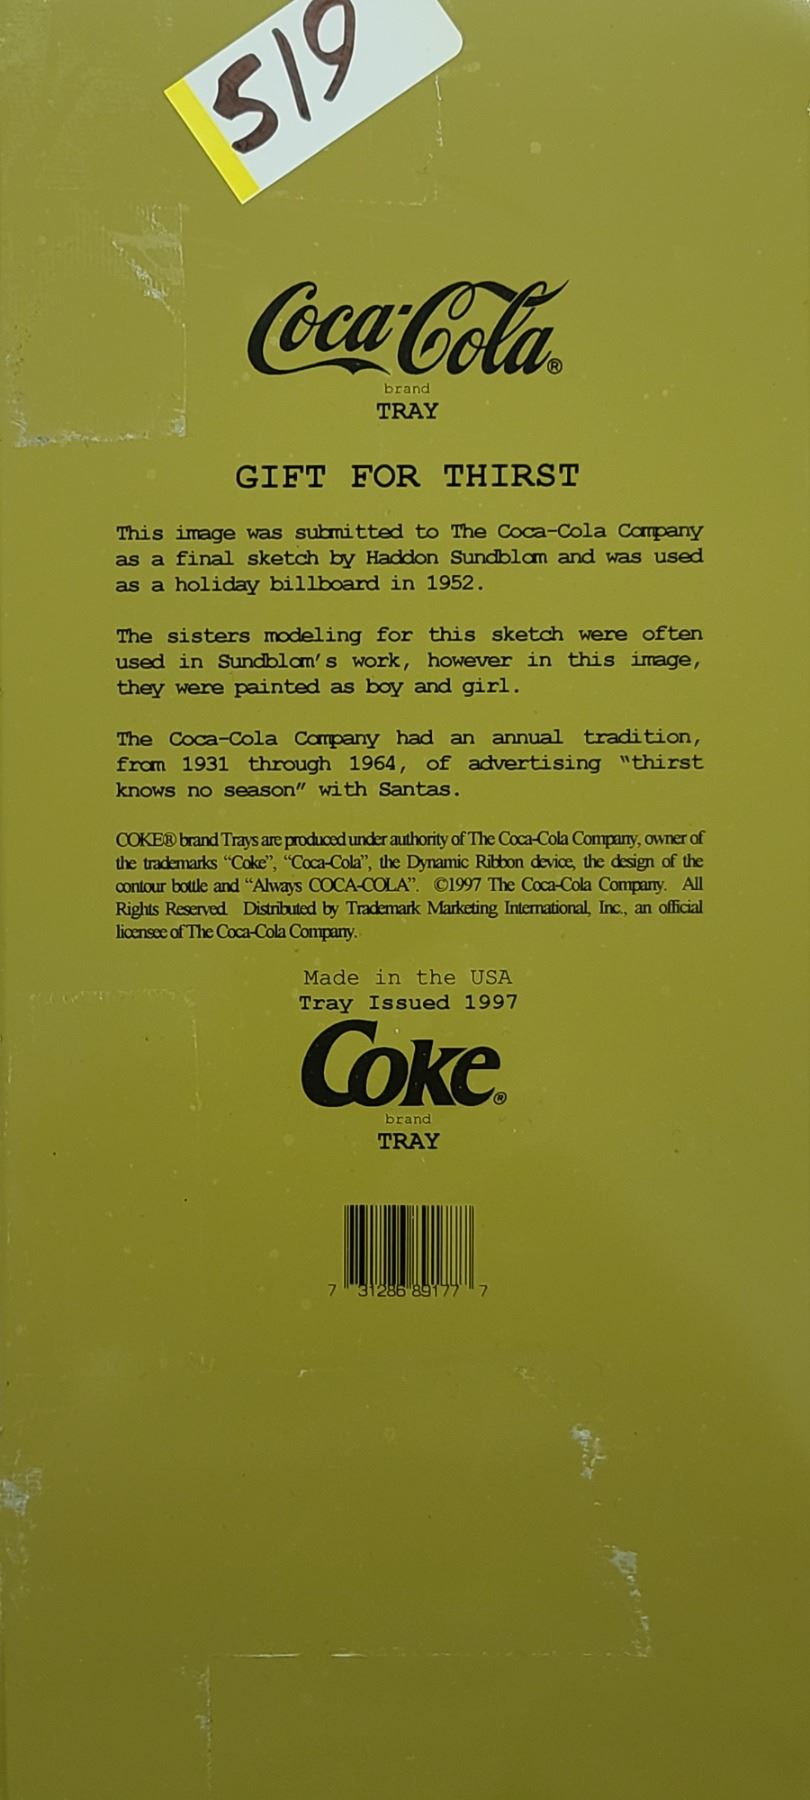 519
Coca-Cola®
brand
TRAY
GIFT FOR THIRST
This image was submitted to The Coca-Cola Company
as a final sketch by Haddon Sundblom and was used
as a holiday billboard in 1952.
The sisters modeling for this sketch were often
used in Sundblom's work, however in this image,
they were painted as boy and girl.
The Coca-Cola Company had an annual tradition,
from 1931 through 1964, of advertising "thirst
knows no season" with Santas.
COKE® brand Trays are produced under authority of The Coca-Cola Company, owner of
the trademarks "Coke", "Coca-Cola", the Dynamic Ribbon device, the design of the
contour bottle and "Always COCA-COLA". ©1997 The Coca-Cola Company. All
Rights Reserved. Distributed by Trademark Marketing International, Inc., an official
licensee of The Coca-Cola Company.
Made in the USA
Tray Issued 1997
Coke®
brand
TRAY
7 31286 89177 7